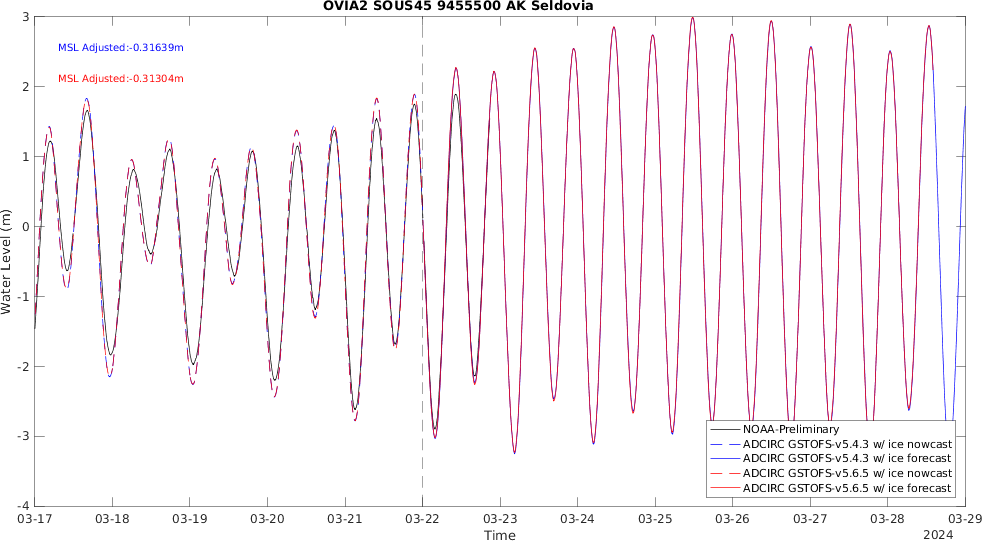 OVIA2 SOUS45 9455500 AK Seldovia
MSL Adjusted:-0.31639m
MSL Adjusted:-0.31304m
Water Level (m)
3
2
1
0
-1
-2
-3
-4
NOAA-Preliminary
ADCIRC GSTOFS-v5.4.3 w/ ice nowcast
ADCIRC GSTOFS-v5.4.3 w/ ice forecast
ADCIRC GSTOFS-v5.6.5 w/ ice nowcast
ADCIRC GSTOFS-v5.6.5 w/ ice forecast
03-17 03-18 03-19 03-20 03-21 03-22 03-23 03-24 03-25 03-26 03-27 03-28 03-29
Time
2024